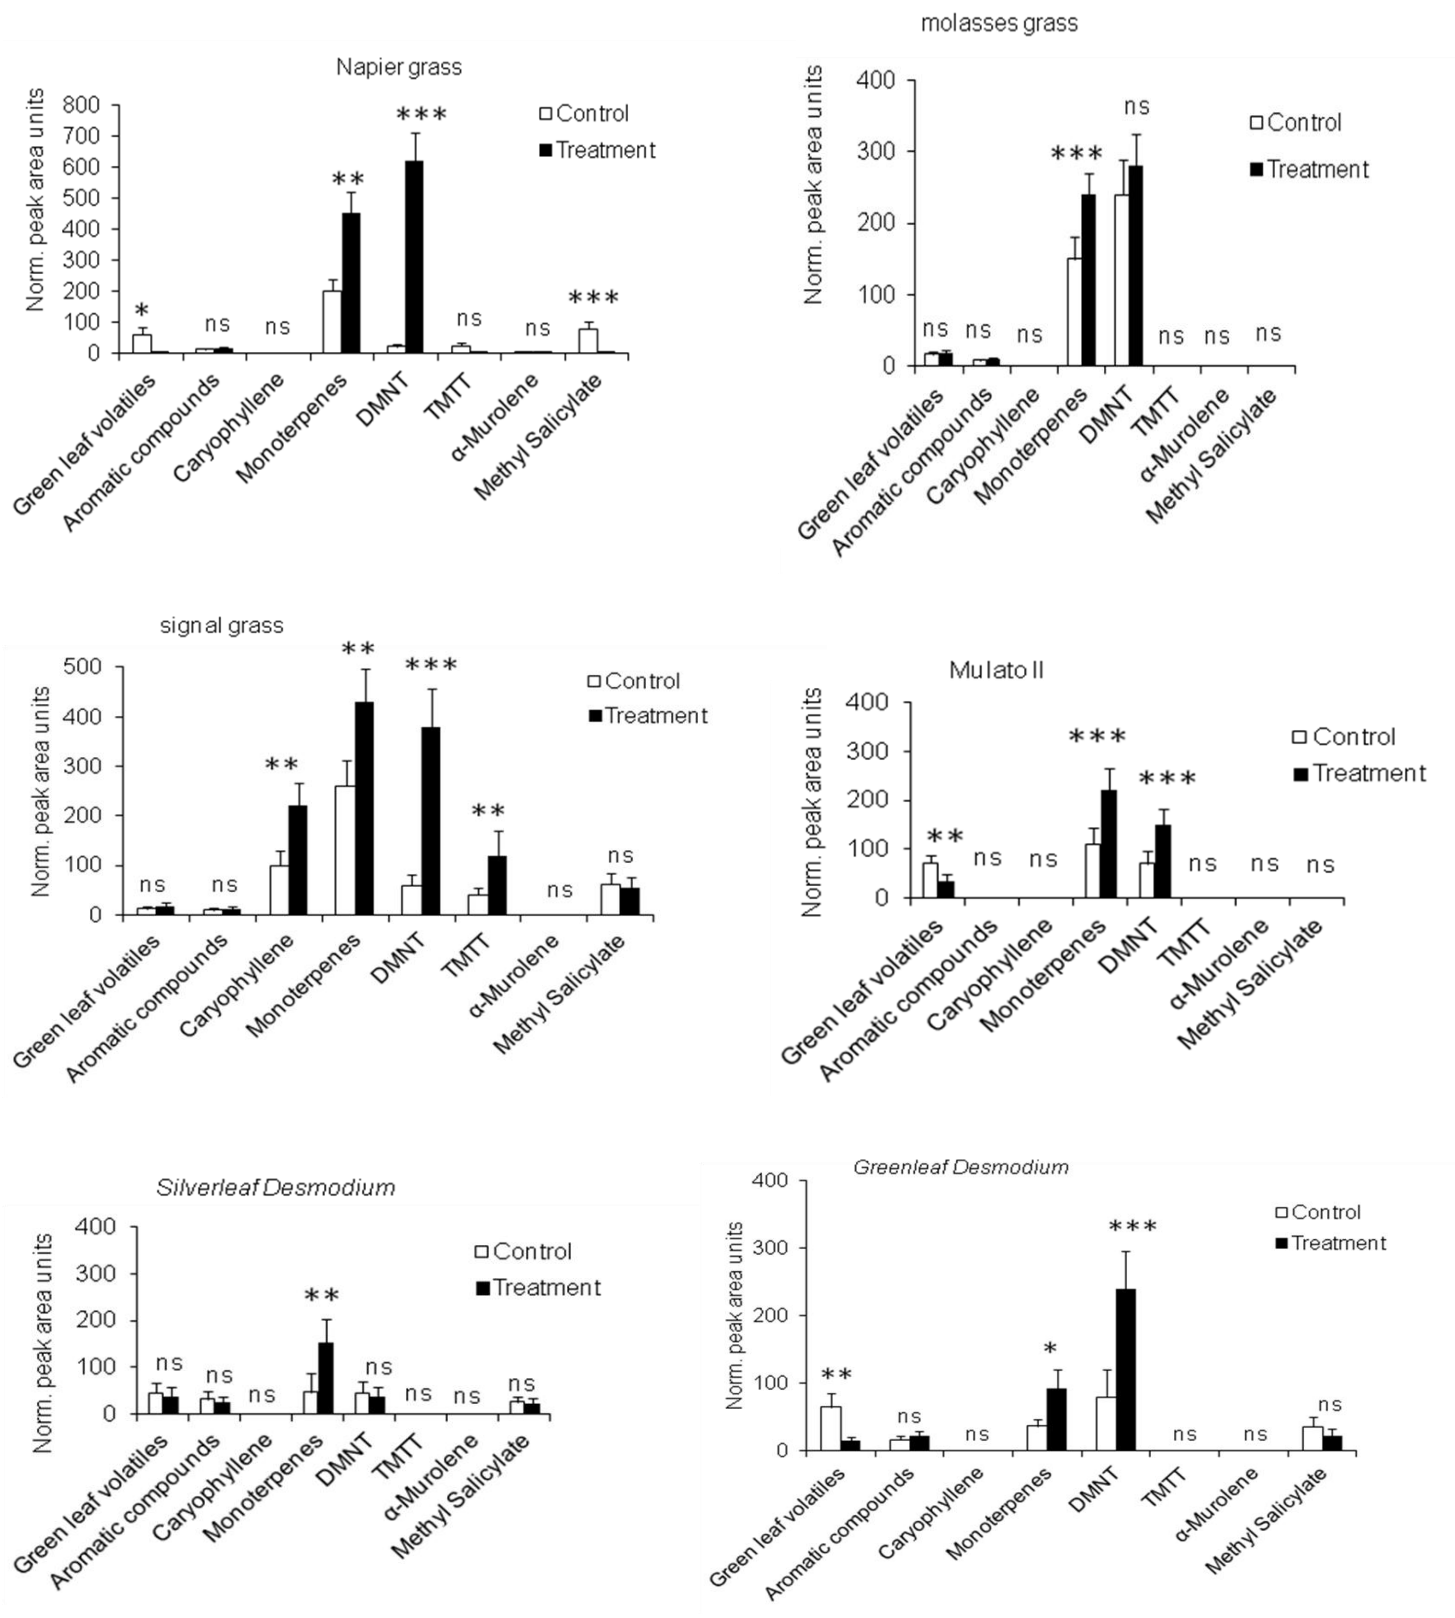 Napier grass
Norm. peak area units
800
700
600
500
400
300
200
100
0
Control
Treatment
*
ns
ns
**
***
ns
ns
***
Green leaf volatiles
Aromatic compounds
Caryophyllene
Monoterpenes
DMNT
TMTT
α-Murolene
Methyl Salicylate
molasses grass
Norm. peak area units
400
300
200
100
0
Control
Treatment
ns
ns
ns
***
ns
ns
ns
ns
Green leaf volatiles
Aromatic compounds
Caryophyllene
Monoterpenes
DMNT
TMTT
α-Murolene
Methyl Salicylate
signal grass
Norm. peak area units
500
400
300
200
100
0
Control
Treatment
ns
ns
**
**
***
**
ns
ns
Green leaf volatiles
Aromatic compounds
Caryophyllene
Monoterpenes
DMNT
TMTT
α-Murolene
Methyl Salicylate
Mulato II
Norm. peak area units
400
300
200
100
0
Control
Treatment
**
ns
ns
***
***
ns
ns
ns
Green leaf volatiles
Aromatic compounds
Caryophyllene
Monoterpenes
DMNT
TMTT
α-Murolene
Methyl Salicylate
Silverleaf Desmodium
Norm. peak area units
400
300
200
100
0
Control
Treatment
ns
ns
ns
**
ns
ns
ns
ns
Green leaf volatiles
Aromatic compounds
Caryophyllene
Monoterpenes
DMNT
TMTT
α-Murolene
Methyl Salicylate
Greenleaf Desmodium
Norm. peak area units
400
300
200
100
0
Control
Treatment
**
ns
ns
*
***
ns
ns
ns
Green leaf volatiles
Aromatic compounds
Caryophyllene
Monoterpenes
DMNT
TMTT
α-Murolene
Methyl Salicylate